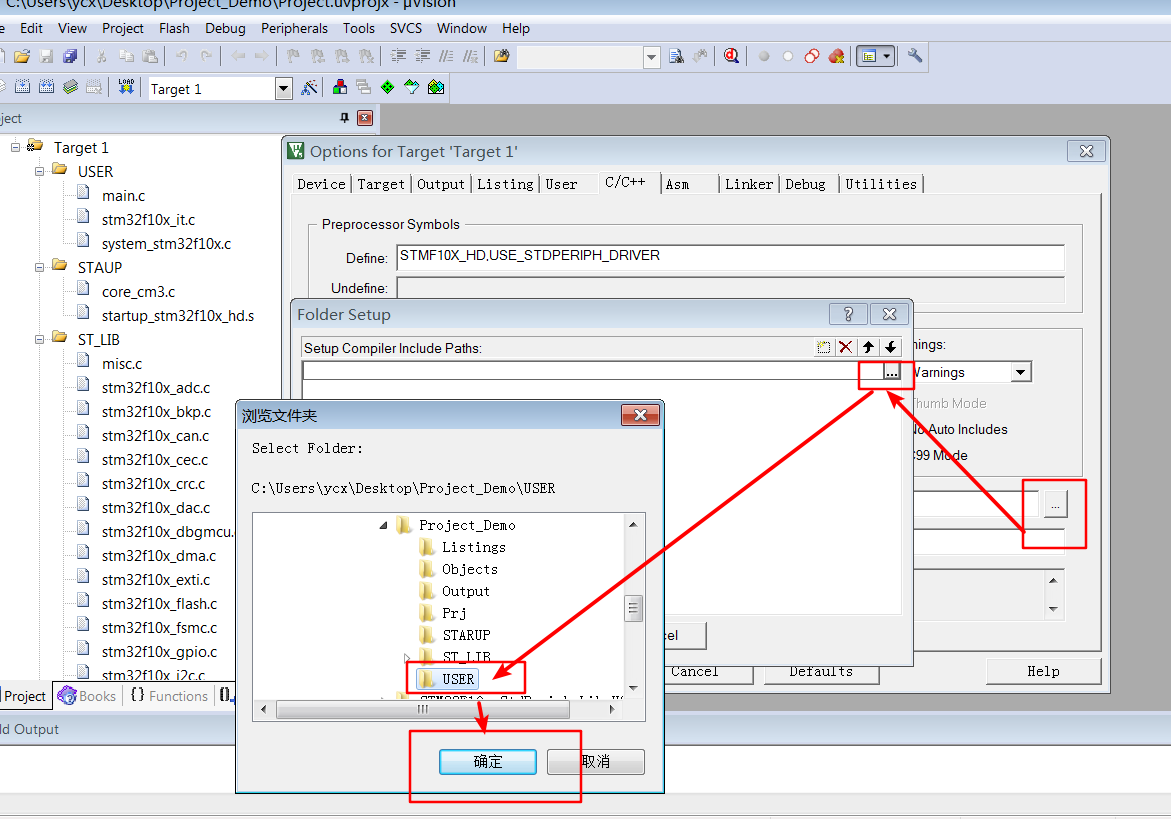 C:\Users\ycx\Desktop\Project_Demo\Project.uvprojx - µVision
e Edit View Project Flash Debug Peripherals Tools SVCS Window Help
LOAD Target 1
ject
Target 1
USER
main.c
stm32f10x_it.c
system_stm32f10x.c
STAUP
core_cm3.c
startup_stm32f10x_hd.s
ST_LIB
misc.c
stm32f10x_adc.c
stm32f10x_bkp.c
stm32f10x_can.c
stm32f10x_cec.c
stm32f10x_crc.c
stm32f10x_dac.c
stm32f10x_dbgmcu.
stm32f10x_dma.c
stm32f10x_exti.c
stm32f10x_flash.c
stm32f10x_fsmc.c
stm32f10x_gpio.c
stm32f10x_i2c.c
Project Books {} Functions
ld Output
Options for Target 'Target 1'
Device Target Output Listing User C/C++ Asm Linker Debug Utilities
Preprocessor Symbols
Define: STMF10X_HD,USE_STDPERIPH_DRIVER
Undefine:
nings:
Warnings
Thumb Mode
No Auto Includes
C99 Mode
...
Cancel Defaults Help
Folder Setup
?
Setup Compiler Include Paths:
...
cel
浏览文件夹
Select Folder:
C:\Users\ycx\Desktop\Project_Demo\USER
Project_Demo
Listings
Objects
Output
Prj
STARUP
ST_LIB
USER
确定 取消